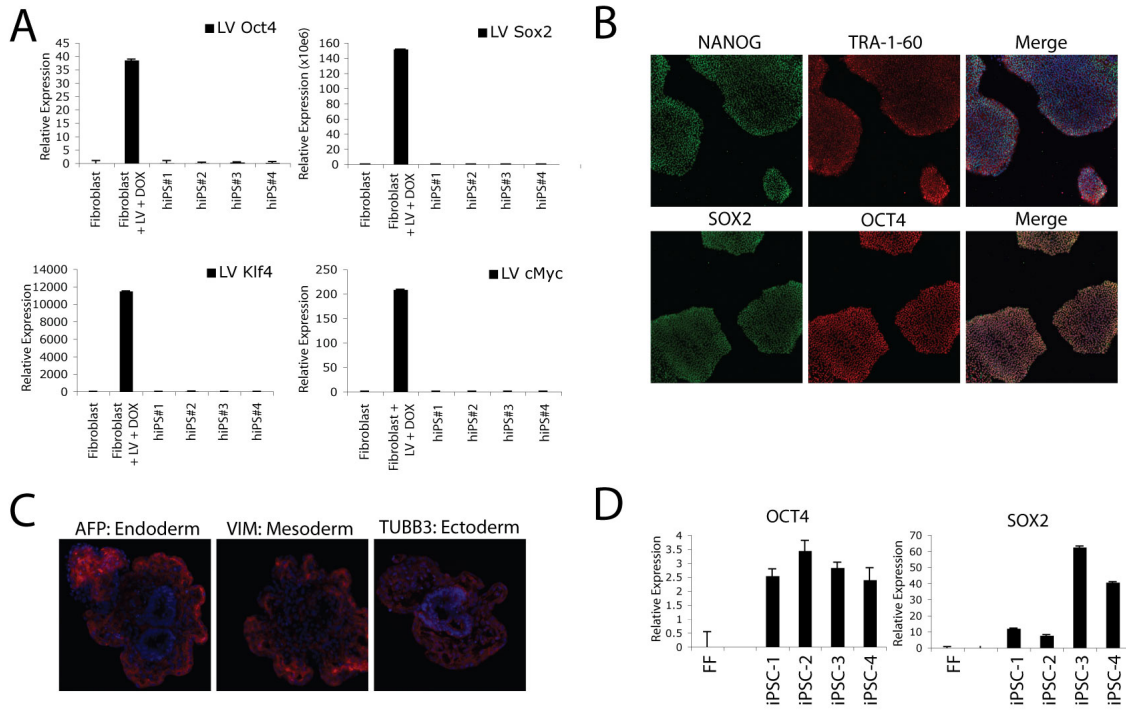 A
LV Oct4
Relative Expression
45
40
35
30
25
20
15
10
5
0
Fibroblast
Fibroblast
+ LV + DOX
hiPS#1
hiPS#2
hiPS#3
hiPS#4
LV Sox2
Relative Expression (x10e6)
160
140
120
100
80
60
40
20
0
Fibroblast
Fibroblast
+ LV + DOX
hiPS#1
hiPS#2
hiPS#3
hiPS#4
LV Klf4
Relative Expression
14000
12000
10000
8000
6000
4000
2000
0
Fibroblast
Fibroblast
+ LV + DOX
hiPS#1
hiPS#2
hiPS#3
hiPS#4
LV cMyc
Relative Expression
250
200
150
100
50
0
Fibroblast
Fibroblast +
LV + DOX
hiPS#1
hiPS#2
hiPS#3
hiPS#4
B
NANOG
TRA-1-60
Merge
SOX2
OCT4
Merge
C
AFP: Endoderm
VIM: Mesoderm
TUBB3: Ectoderm
D
OCT4
Relative Expression
4
3.5
3
2.5
2
1.5
1
0.5
FF
iPSC-1
iPSC-2
iPSC-3
iPSC-4
SOX2
Relative Expression
70
60
50
40
30
20
10
0
FF
iPSC-1
iPSC-2
iPSC-3
iPSC-4